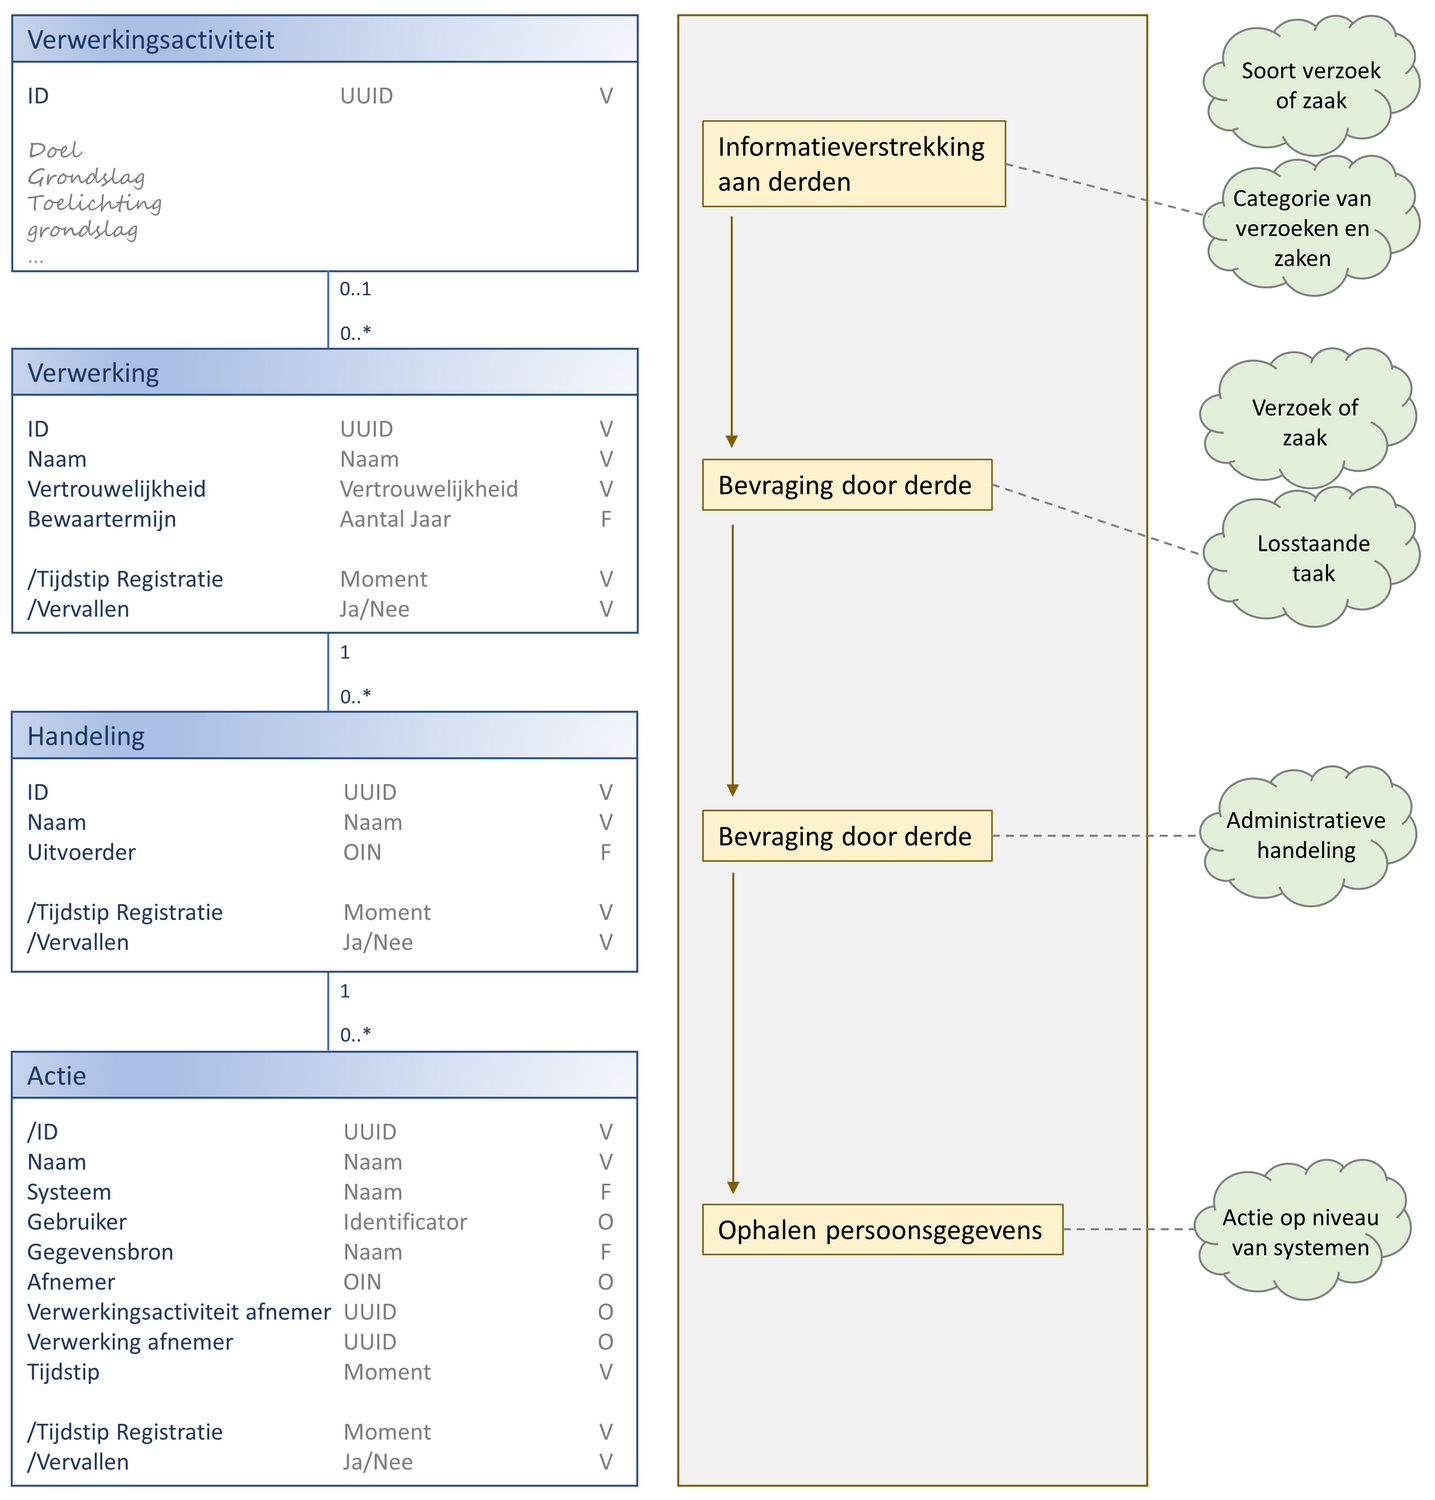 Verwerkingsactiviteit
ID UUID V
Doel
Grondslag
Toelichting
grondslag
...
0..1
0..*
Verwerking
ID UUID V
Naam Naam V
Vertrouwelijkheid Vertrouwelijkheid V
Bewaartermijn Aantal Jaar F
/Tijdstip Registratie Moment V
/Vervallen Ja/Nee V
1
0..*
Handeling
ID UUID V
Naam Naam V
Uitvoerder OIN F
/Tijdstip Registratie Moment V
/Vervallen Ja/Nee V
1
0..*
Actie
/ID UUID V
Naam Naam V
Systeem Naam F
Gebruiker Identificator O
Gegevensbron Naam F
Afnemer OIN O
Verwerkingsactiviteit afnemer UUID O
Verwerking afnemer UUID O
Tijdstip Moment V
/Tijdstip Registratie Moment V
/Vervallen Ja/Nee V
Informatieverstrekking
aan derden
Bevraging door derde
Bevraging door derde
Ophalen persoonsgegevens
Soort verzoek
of zaak
Categorie van
verzoeken en
zaken
Verzoek of
zaak
Losstaande
taak
Administratieve
handeling
Actie op niveau
van systemen